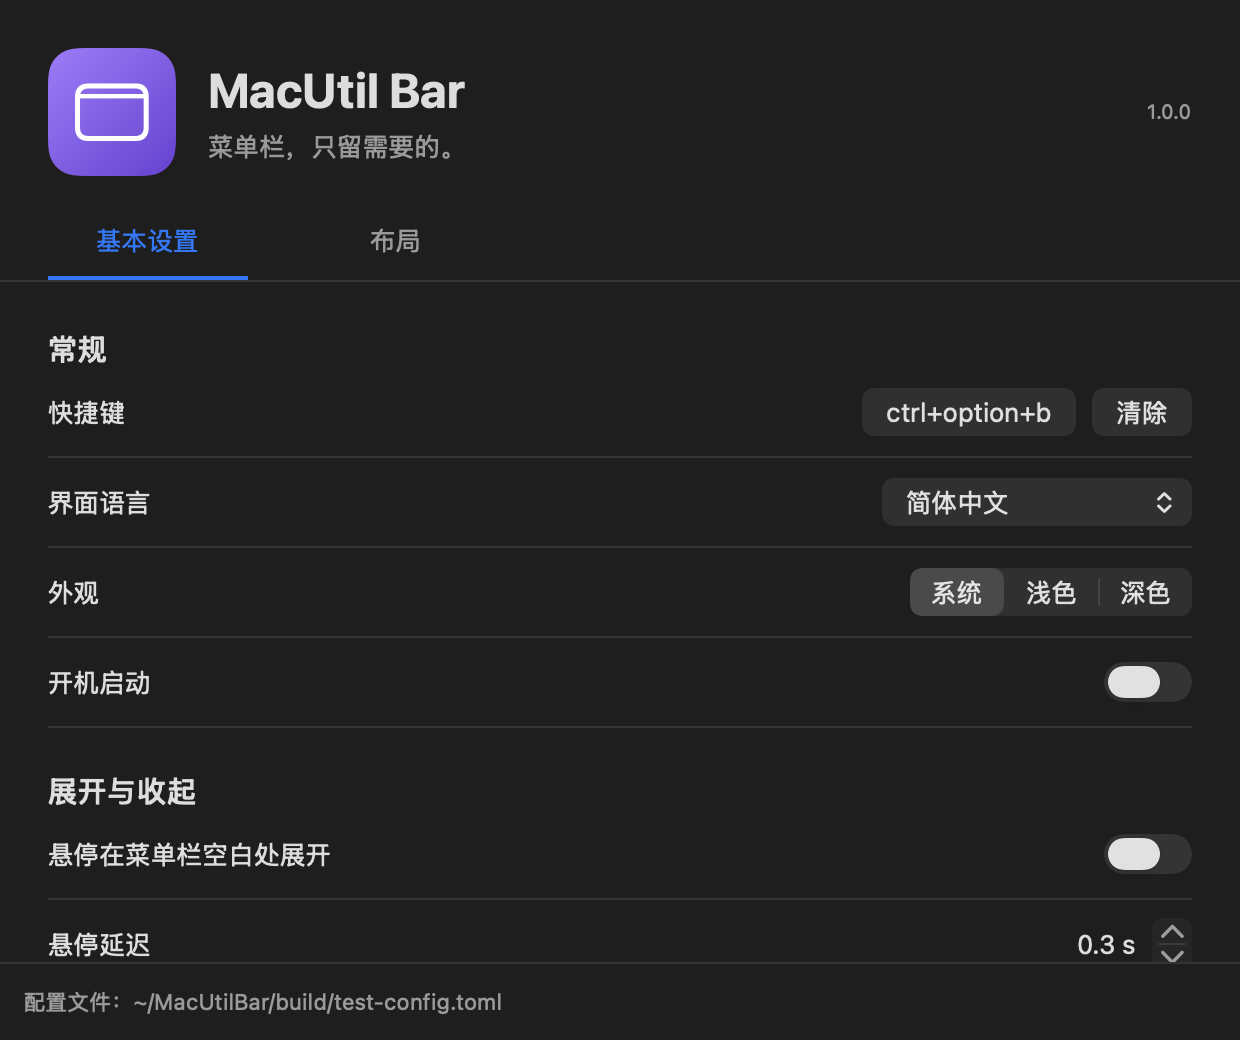 MacUtil Bar
菜单栏，只留需要的。
1.0.0
基本设置
布局
常规
快捷键
ctrl+option+b
清除
界面语言
简体中文
外观
系统
浅色
深色
开机启动
展开与收起
悬停在菜单栏空白处展开
悬停延迟
0.3 s
配置文件：~/MacUtilBar/build/test-config.toml